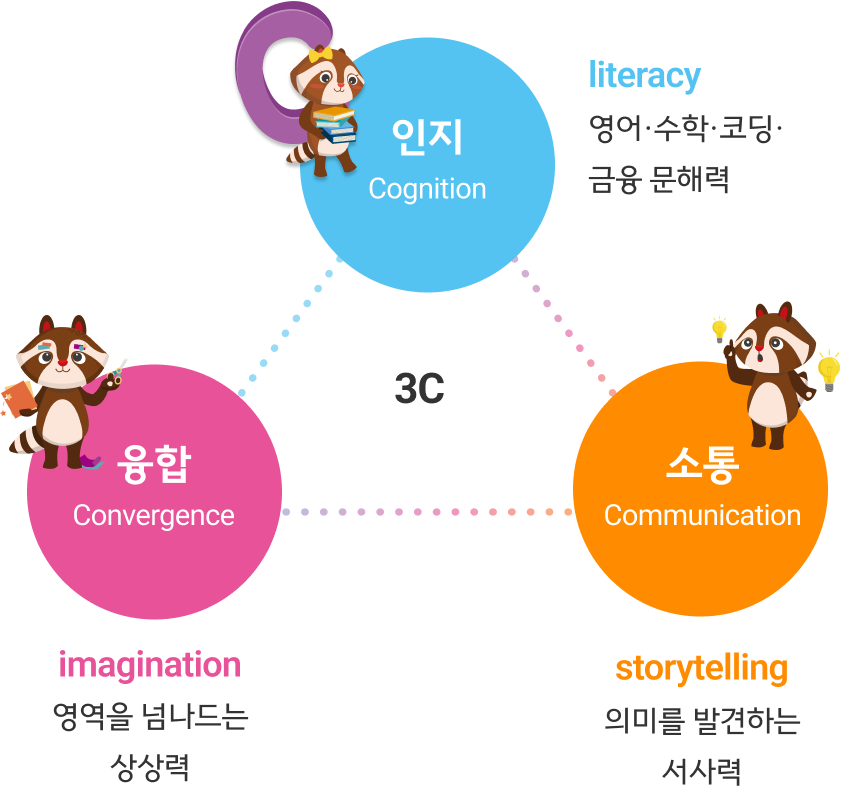 인지
Cognition
literacy
영어·수학·코딩·
금융 문해력
3C
융합
Convergence
imagination
영역을 넘나드는
상상력
소통
Communication
storytelling
의미를 발견하는
서사력